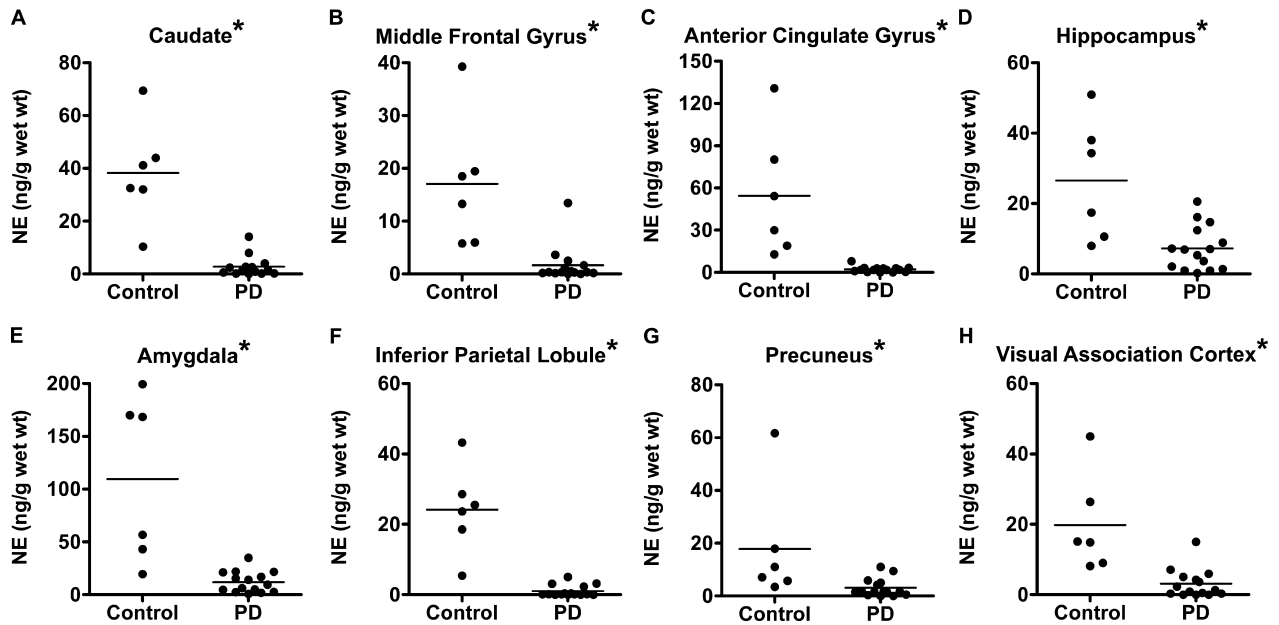 A
Caudate*
NE (ng/g wet wt)
80
60
40
20
0
Control PD
B
Middle Frontal Gyrus*
NE (ng/g wet wt)
40
30
20
10
0
Control PD
C
Anterior Cingulate Gyrus*
NE (ng/g wet wt)
150
120
90
60
30
0
Control PD
D
Hippocampus*
NE (ng/g wet wt)
60
40
20
0
Control PD
E
Amygdala*
NE (ng/g wet wt)
200
150
100
50
0
Control PD
F
Inferior Parietal Lobule*
NE (ng/g wet wt)
60
40
20
0
Control PD
G
Precuneus*
NE (ng/g wet wt)
80
60
40
20
0
Control PD
H
Visual Association Cortex*
NE (ng/g wet wt)
60
40
20
0
Control PD